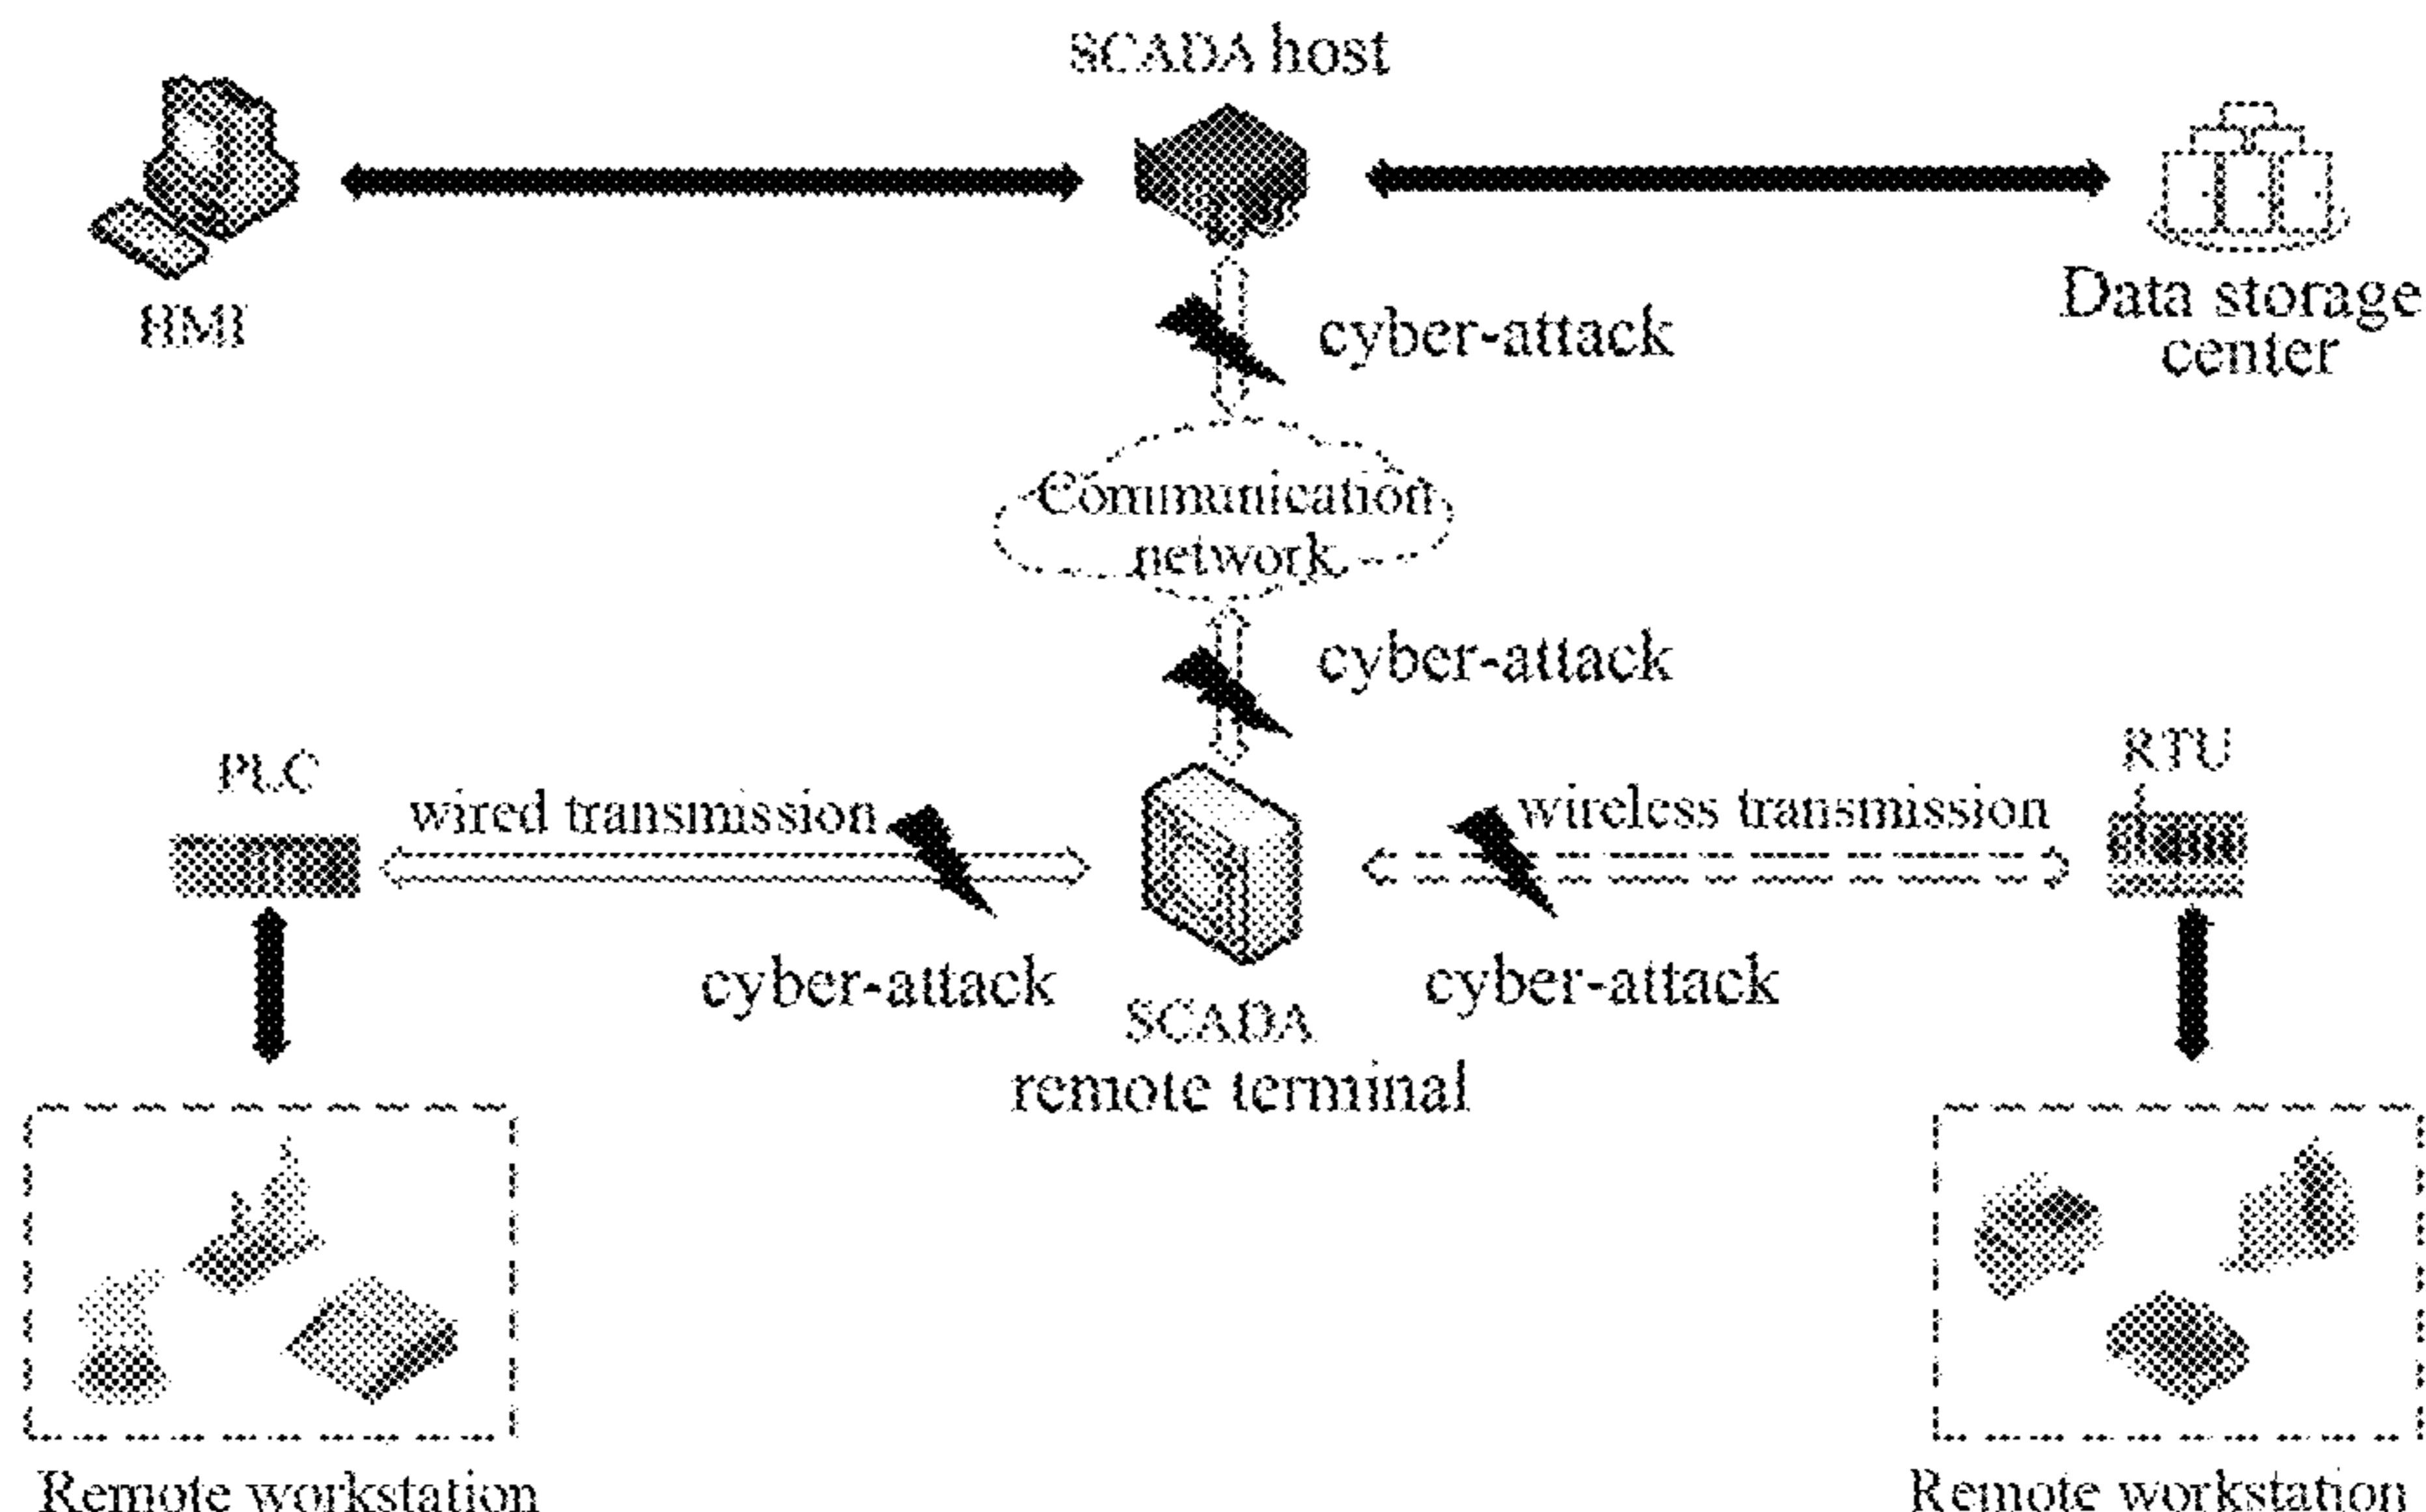 SCADA host
HMI
Data storage
center
cyber-attack
Communication
network
cyber-attack
PLC
RTU
wired transmission
wireless transmission
cyber-attack
cyber-attack
SCADA
remote terminal
Remote workstation
Remote workstation